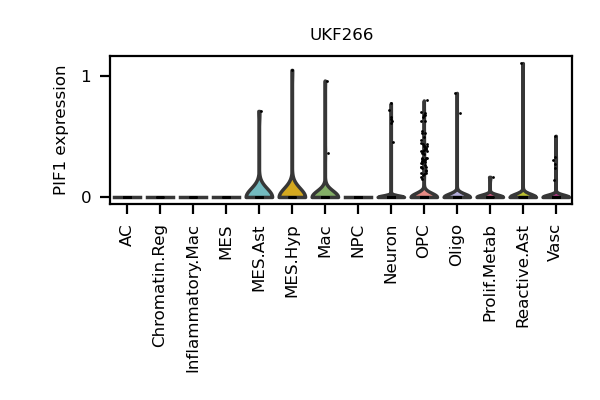 UKF266
PIF1 expression
1
0
AC
Chromatin.Reg
Inflammatory.Mac
MES
MES.Ast
MES.Hyp
Mac
NPC
Neuron
OPC
Oligo
Prolif.Metab
Reactive.Ast
Vasc